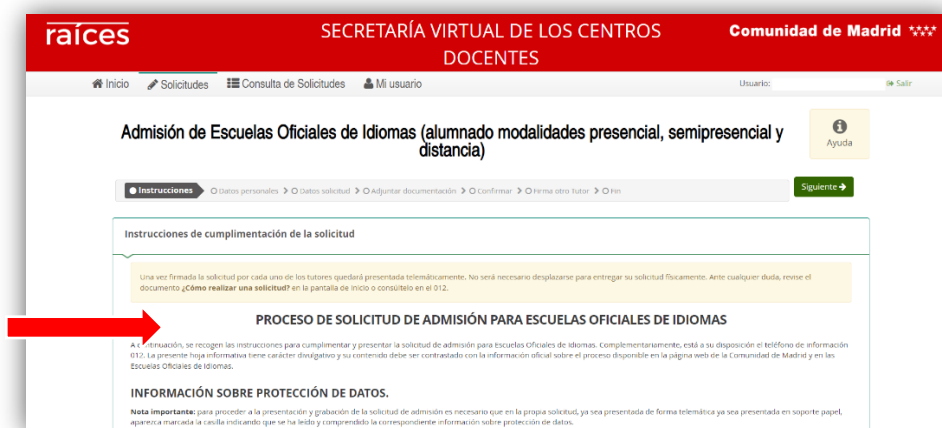 raíces
SECRETARÍA VIRTUAL DE LOS CENTROS
DOCENTES
Comunidad de Madrid
Inicio Solicitudes Consulta de Solicitudes Mi usuario Usuario: Salir
Admisión de Escuelas Oficiales de Idiomas (alumnado modalidades presencial, semipresencial y
distancia)
Ayuda
Instrucciones Datos personales Datos solicitud Adjuntar documentación Confirmar Firma otro Tutor Fin
Siguiente
Instrucciones de cumplimentación de la solicitud
Una vez firmada la solicitud por cada uno de los tutores quedará presentada telemáticamente. No será necesario desplazarse para entregar su solicitud físicamente. Ante cualquier duda, revise el
documento ¿Cómo realizar una solicitud? en la pantalla de inicio o consúltelo en el 012.
PROCESO DE SOLICITUD DE ADMISIÓN PARA ESCUELAS OFICIALES DE IDIOMAS
A continuación, se recogen las instrucciones para cumplimentar y presentar la solicitud de admisión para Escuelas Oficiales de Idiomas. Complementariamente, está a su disposición el teléfono de información
012. La presente hoja informativa tiene carácter divulgativo y su contenido debe ser contrastado con la información oficial sobre el proceso disponible en la página web de la Comunidad de Madrid y en las
Escuelas Oficiales de Idiomas.
INFORMACIÓN SOBRE PROTECCIÓN DE DATOS.
Nota importante: para proceder a la presentación y grabación de la solicitud de admisión es necesario que en la propia solicitud, ya sea presentada de forma telemática ya sea presentada en soporte papel,
aparezca marcada la casilla indicando que se ha leído y comprendido la correspondiente información sobre protección de datos.